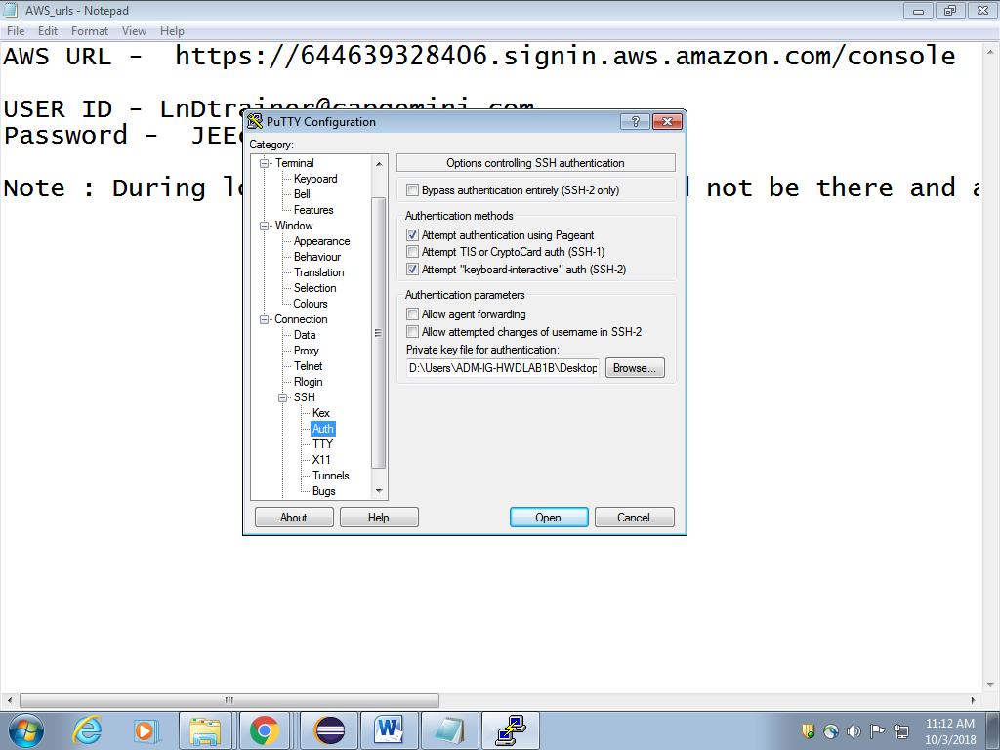 AWS_urls - Notepad
File Edit Format View Help
AWS URL - https://644639328406.signin.aws.amazon.com/console
USER ID - LnDtrainer@capgemini.com
Password - JEE
Note : During not be there and a
PuTTY Configuration
Category:
Terminal
Keyboard
Bell
Features
Window
Appearance
Behaviour
Translation
Selection
Colours
Connection
Data
Proxy
Telnet
Rlogin
SSH
Kex
Auth
TTY
X11
Tunnels
Bugs
Options controlling SSH authentication
Bypass authentication entirely (SSH-2 only)
Authentication methods
Attempt authentication using Pageant
Attempt TIS or CryptoCard auth (SSH-1)
Attempt "keyboard-interactive" auth (SSH-2)
Authentication parameters
Allow agent forwarding
Allow attempted changes of username in SSH-2
Private key file for authentication:
D:\Users\ADM-IG-HWDLAB1B\Desktop
Browse...
About Help Open Cancel
11:12 AM
10/3/2018